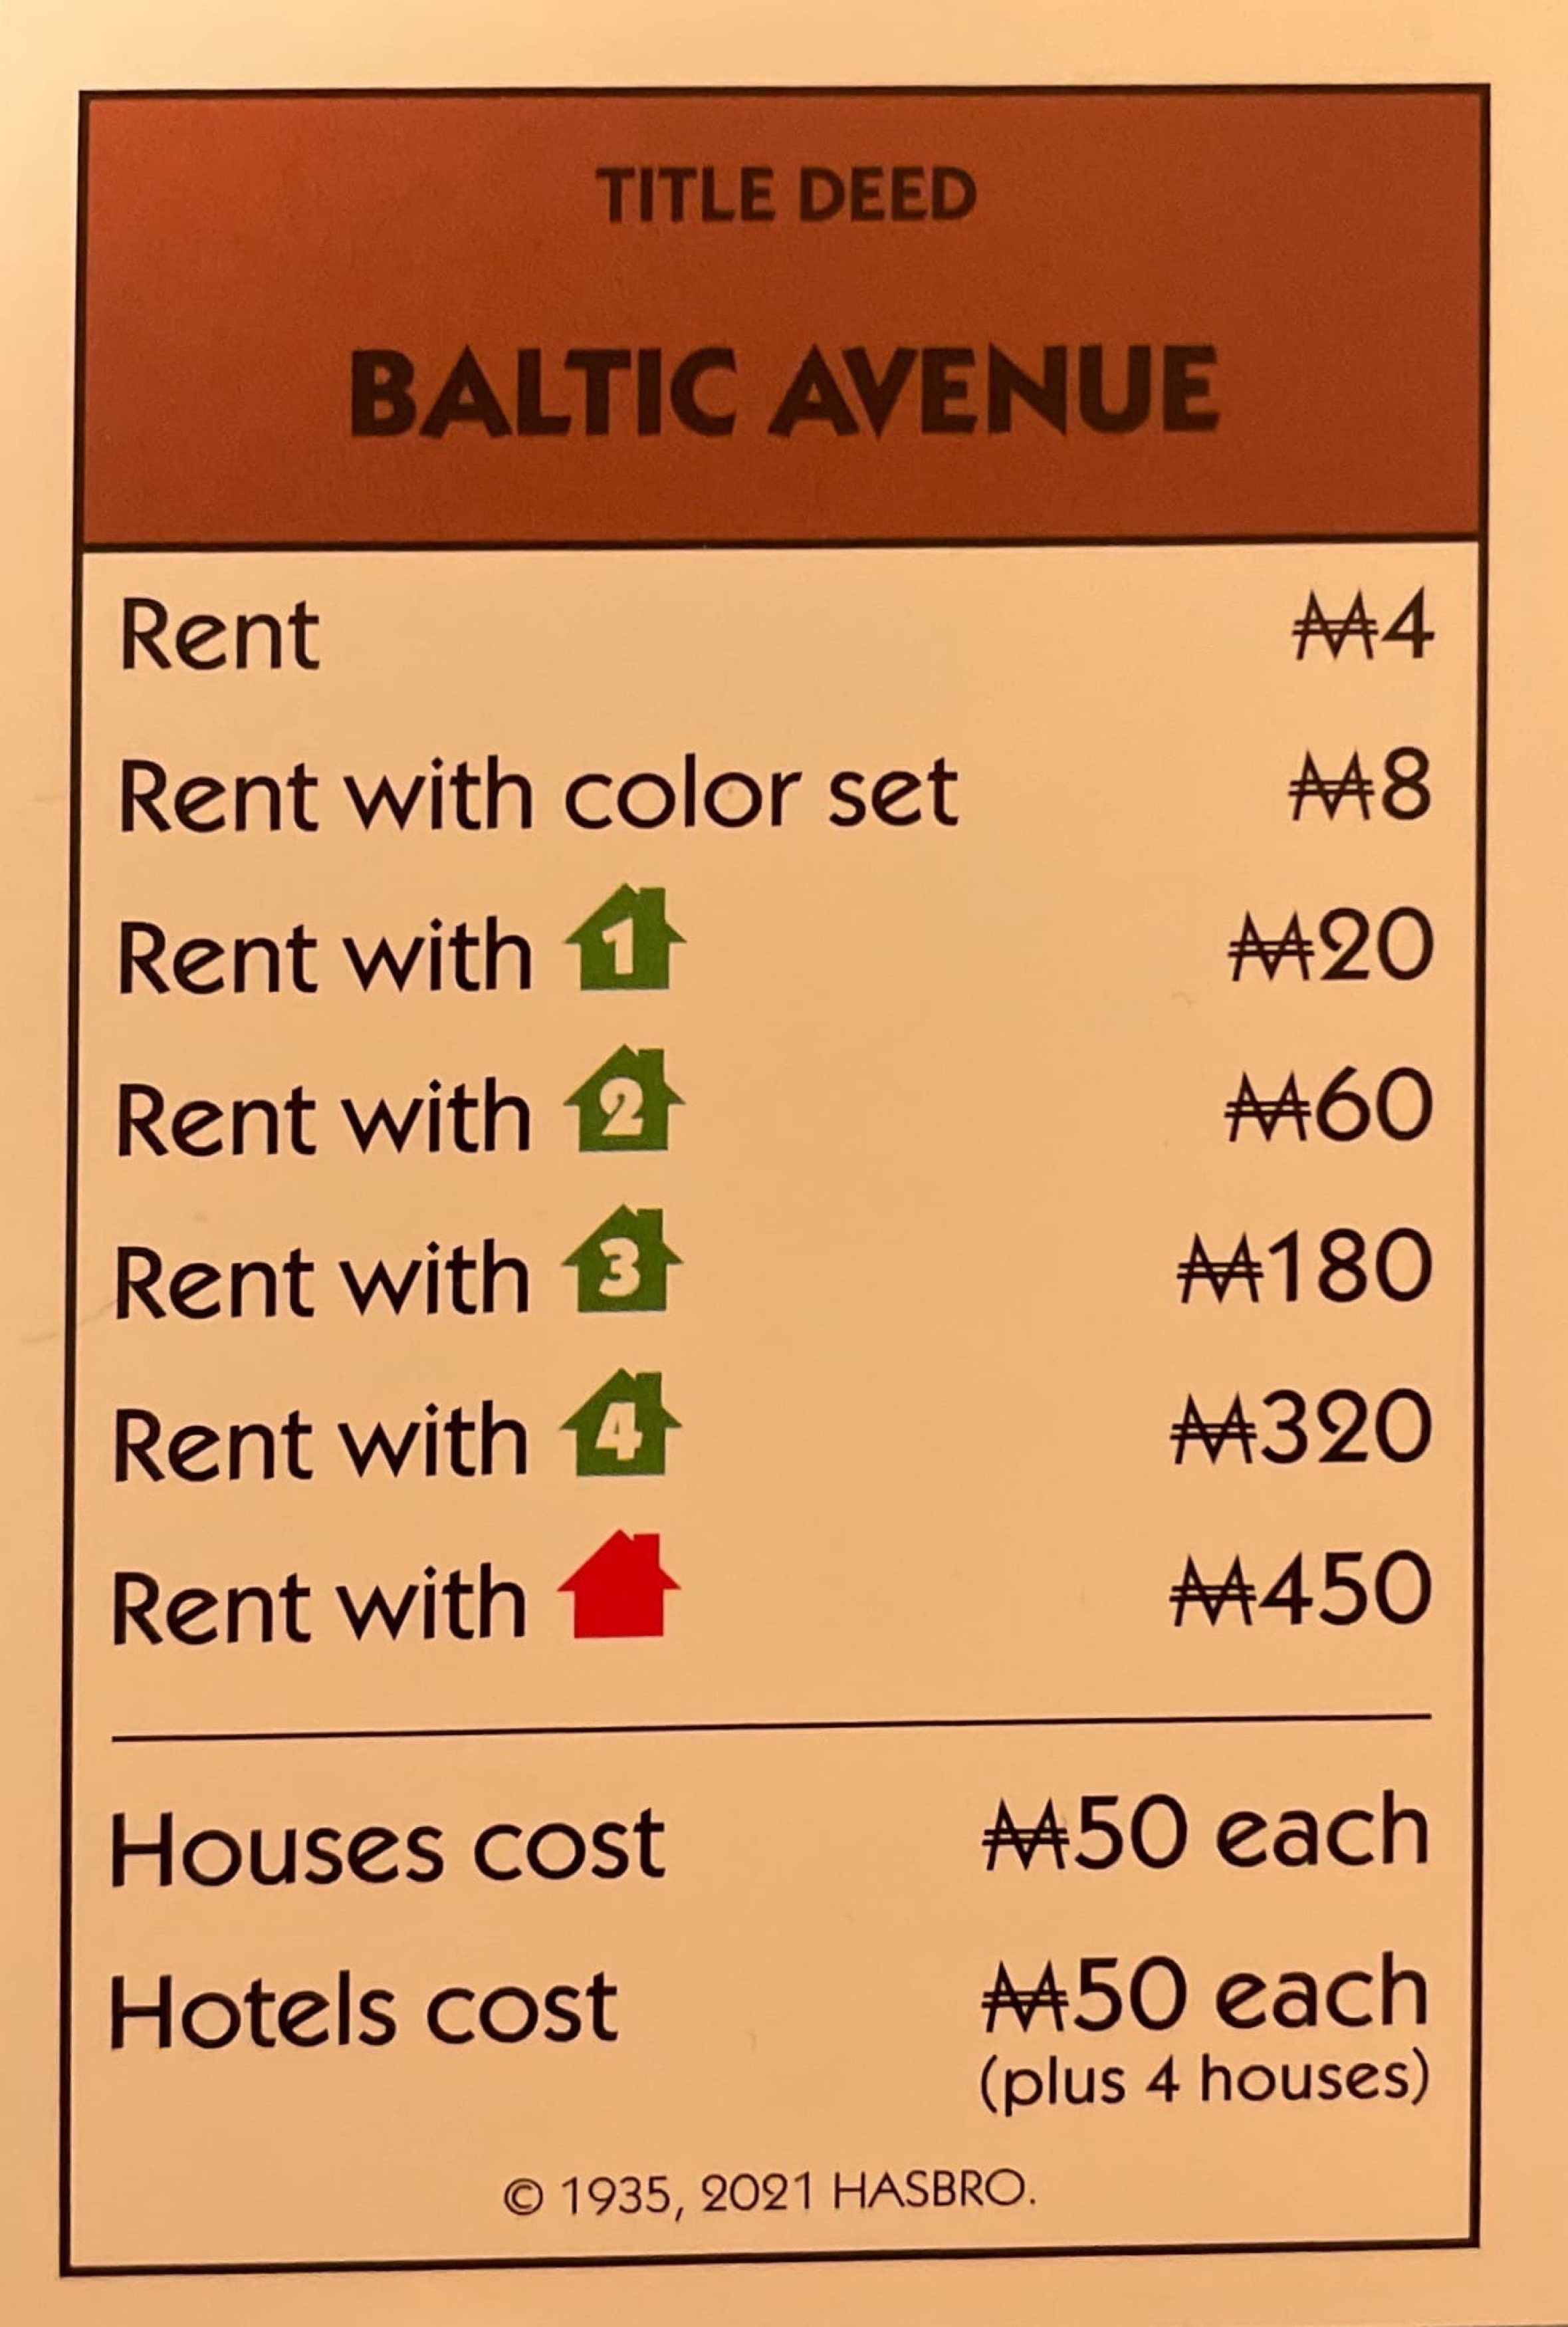 TITLE DEED
BALTIC AVENUE
Rent ₩4
Rent with color set ₩8
Rent with 1 ₩20
Rent with 2 ₩60
Rent with 3 ₩180
Rent with 4 ₩320
Rent with ₩450
Houses cost ₩50 each
Hotels cost ₩50 each
(plus 4 houses)
© 1935, 2021 HASBRO.